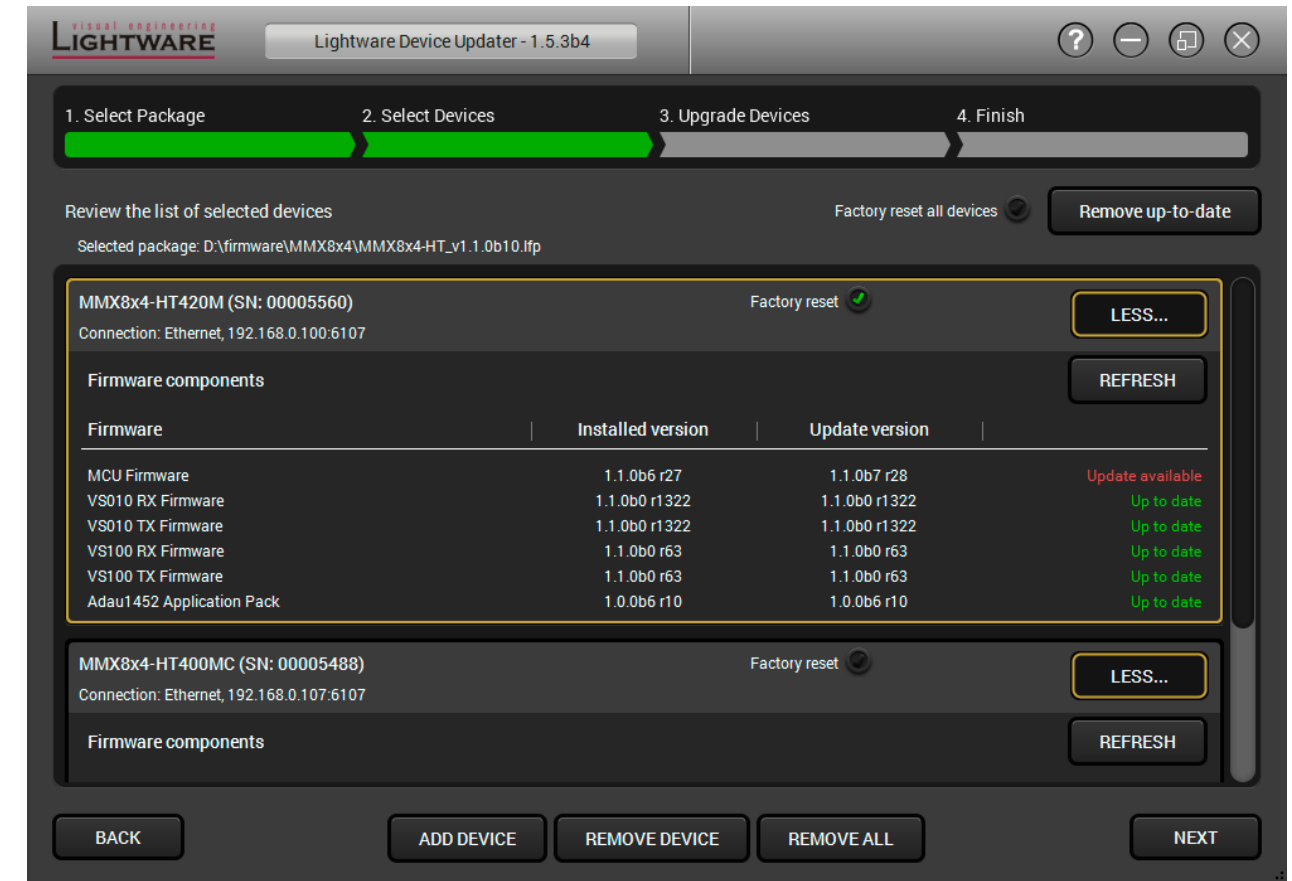 visual engineering
LIGHTWARE
Lightware Device Updater - 1.5.3b4
?
1. Select Package 2. Select Devices 3. Upgrade Devices 4. Finish
Review the list of selected devices Factory reset all devices Remove up-to-date
Selected package: D:\firmware\MMX8x4\MMX8x4-HT_v1.1.0b10.lfp
MMX8x4-HT420M (SN: 00005560) Factory reset LESS...
Connection: Ethernet, 192.168.0.100:6107
Firmware components REFRESH
Firmware Installed version Update version
MCU Firmware 1.1.0b6 r27 1.1.0b7 r28 Update available
VS010 RX Firmware 1.1.0b0 r1322 1.1.0b0 r1322 Up to date
VS010 TX Firmware 1.1.0b0 r1322 1.1.0b0 r1322 Up to date
VS100 RX Firmware 1.1.0b0 r63 1.1.0b0 r63 Up to date
VS100 TX Firmware 1.1.0b0 r63 1.1.0b0 r63 Up to date
Adau1452 Application Pack 1.0.0b6 r10 1.0.0b6 r10 Up to date
MMX8x4-HT400MC (SN: 00005488) Factory reset LESS...
Connection: Ethernet, 192.168.0.107:6107
Firmware components REFRESH
BACK ADD DEVICE REMOVE DEVICE REMOVE ALL NEXT